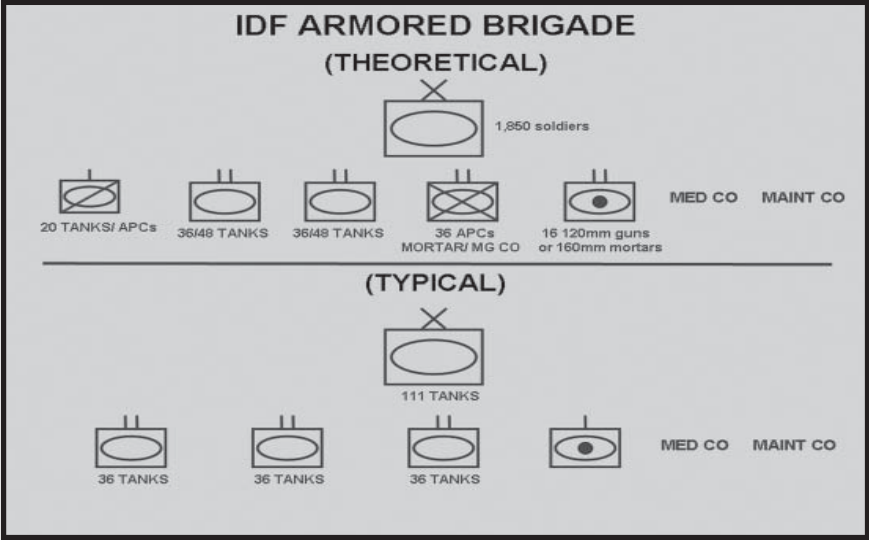 IDF ARMORED BRIGADE
(THEORETICAL)
1,850 soldiers
20 TANKS/ APCs
36/48 TANKS
36/48 TANKS
36 APCs
MORTAR/ MG CO
16 120mm guns
or 160mm mortars
MED CO
MAINT CO
(TYPICAL)
111 TANKS
36 TANKS
36 TANKS
36 TANKS
MED CO
MAINT CO